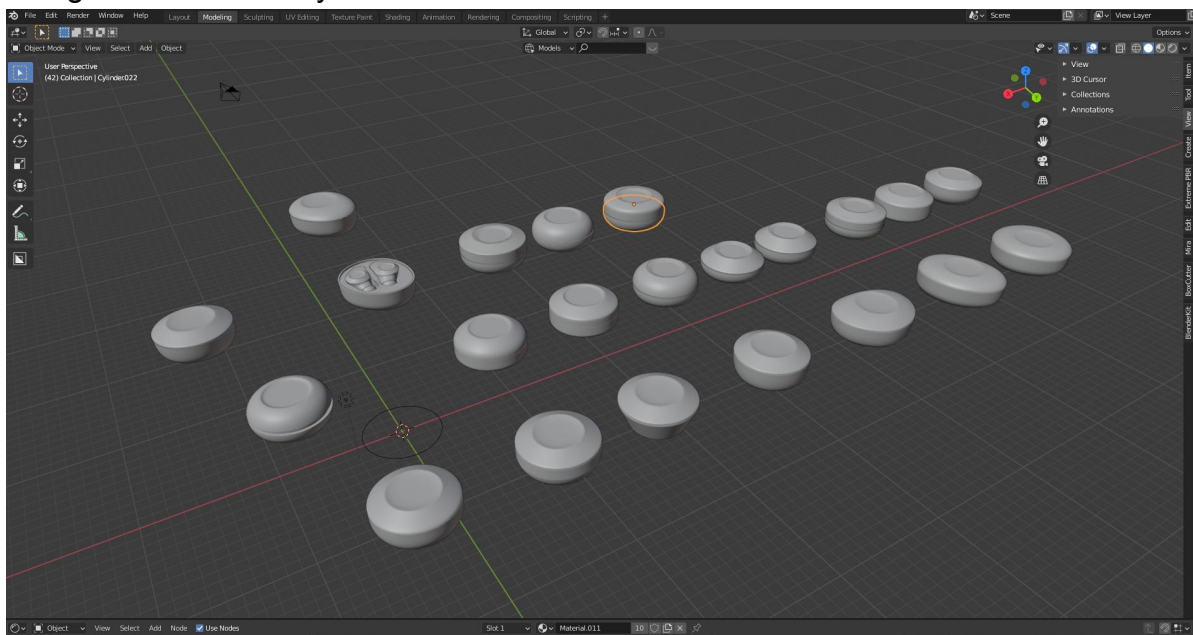 File Edit Render Window Help Layout Modeling Sculpting UV Editing Texture Paint Shading Animation Rendering Compositing Scripting + Scene View Layer
Global Options
Object Mode View Select Add Object Models
User Perspective
(42) Collection | Cylinder.022
View
3D Cursor
Collections
Annotations
Item
Tool
View
Create
Extreme PBR
Edit
Mira
BoxCutter
BlenderKit
X
Y
Z
Object View Select Add Node Use Nodes Slot 1 Material.011 10